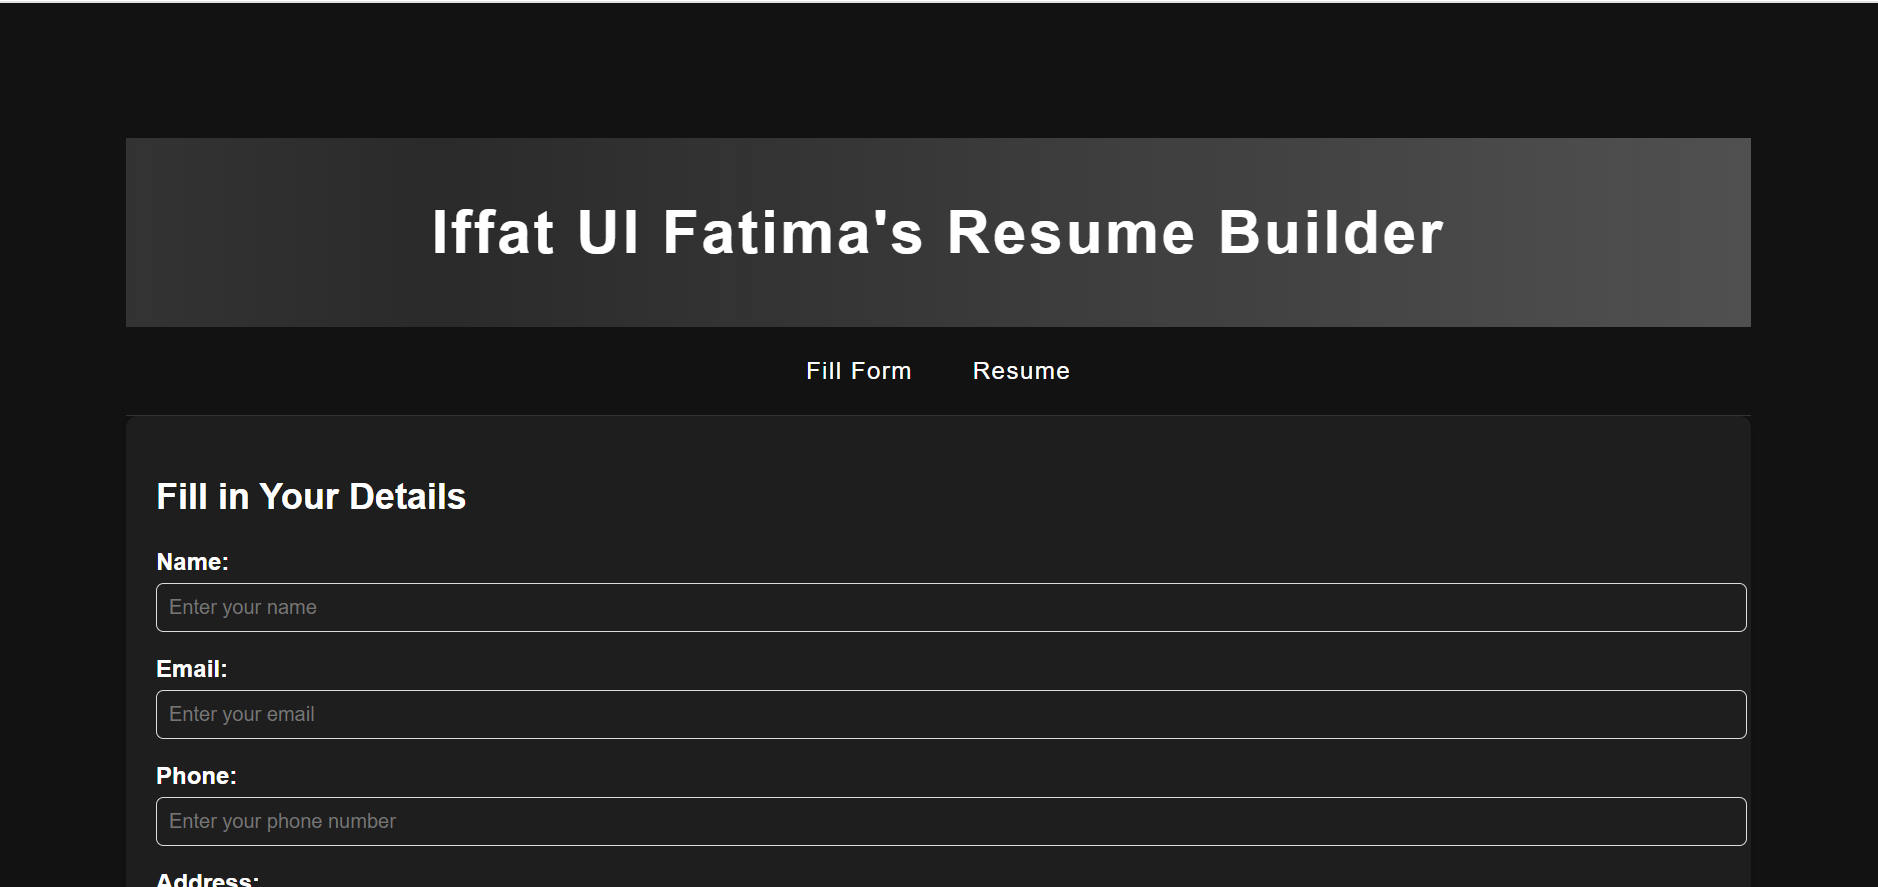 Iffat Ul Fatima's Resume Builder
Fill Form Resume
Fill in Your Details
Name:
Enter your name
Email:
Enter your email
Phone:
Enter your phone number
Address: